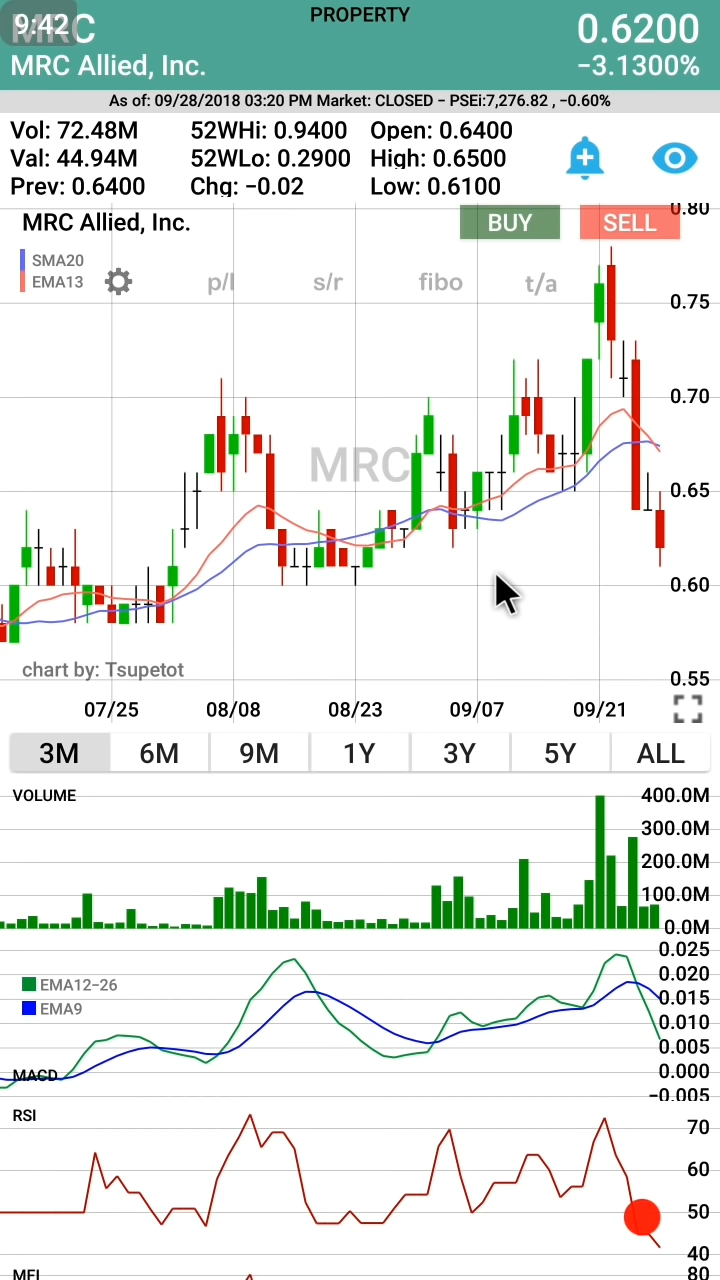 PROPERTY
9:42
MRC
0.6200
MRC Allied, Inc.
−3.1300%
As of: 09/28/2018 03:20 PM Market: CLOSED - PSEi:7,276.82 , -0.60%
Vol: 72.48M 52WHi: 0.9400 Open: 0.6400
Val: 44.94M 52WLo: 0.2900 High: 0.6500
Prev: 0.6400 Chg: −0.02 Low: 0.6100
0.80
MRC Allied, Inc. BUY SELL
SMA20
EMA13 p/l s/r fibo t/a
0.75
0.70
MRC
0.65
0.60
chart by: Tsupetot
0.55
07/25 08/08 08/23 09/07 09/21
3M 6M 9M 1Y 3Y 5Y ALL
VOLUME
400.0M
300.0M
200.0M
100.0M
0.0M
0.025
0.020
EMA12-26
0.015
EMA9
0.010
0.005
MACD
0.000
−0.005
RSI
70
60
50
40
MFI
80